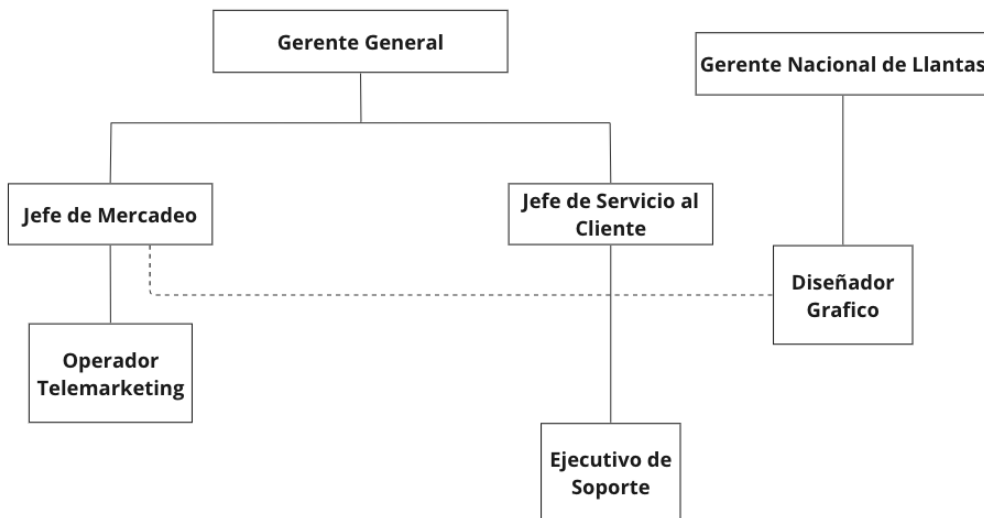 Gerente General
Gerente Nacional de Llantas
Jefe de Mercadeo
Jefe de Servicio al
Cliente
Diseñador
Grafico
Operador
Telemarketing
Ejecutivo de
Soporte